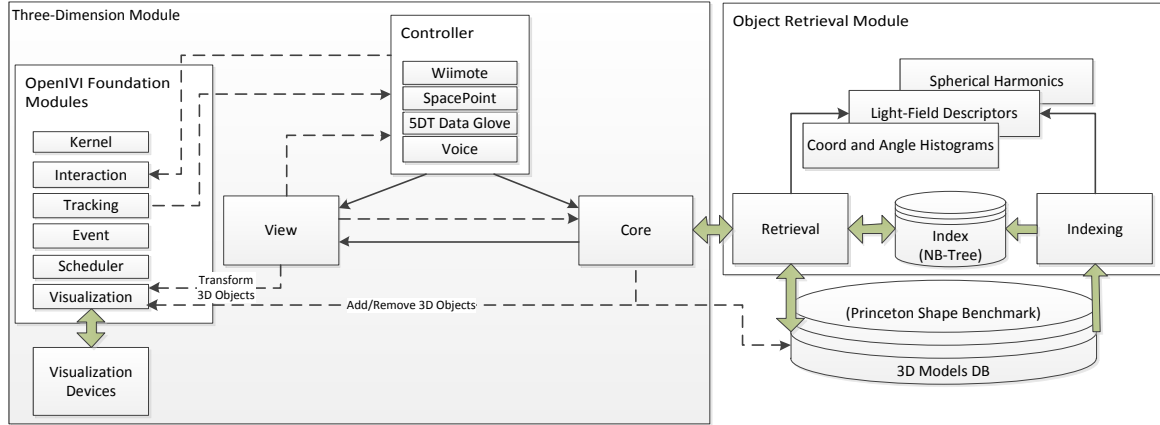 Three-Dimension Module
OpenIVI Foundation
Modules
Kernel
Interaction
Tracking
Event
Scheduler
Visualization
Visualization
Devices
Controller
Wiimote
SpacePoint
5DT Data Glove
Voice
View
Core
Transform
3D Objects
Add/Remove 3D Objects
Object Retrieval Module
Spherical Harmonics
Light-Field Descriptors
Coord and Angle Histograms
Retrieval
Index
(NB-Tree)
Indexing
(Princeton Shape Benchmark)
3D Models DB